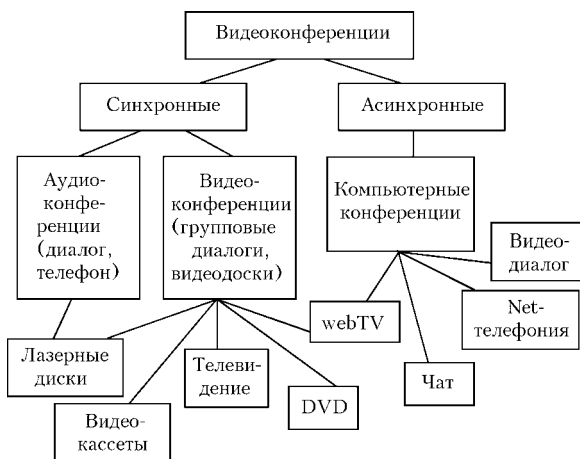 Видеоконференции
Синхронные
Асинхронные
Аудио-
конфе-
ренции
(диалог,
телефон)
Видео-
конференции
(групповые
диалоги,
видеодоски)
Компьютерные
конференции
Видео-
диалог
Net-
телефония
webTV
Чат
Лазерные
диски
Телеви-
дение
DVD
Видео-
кассеты